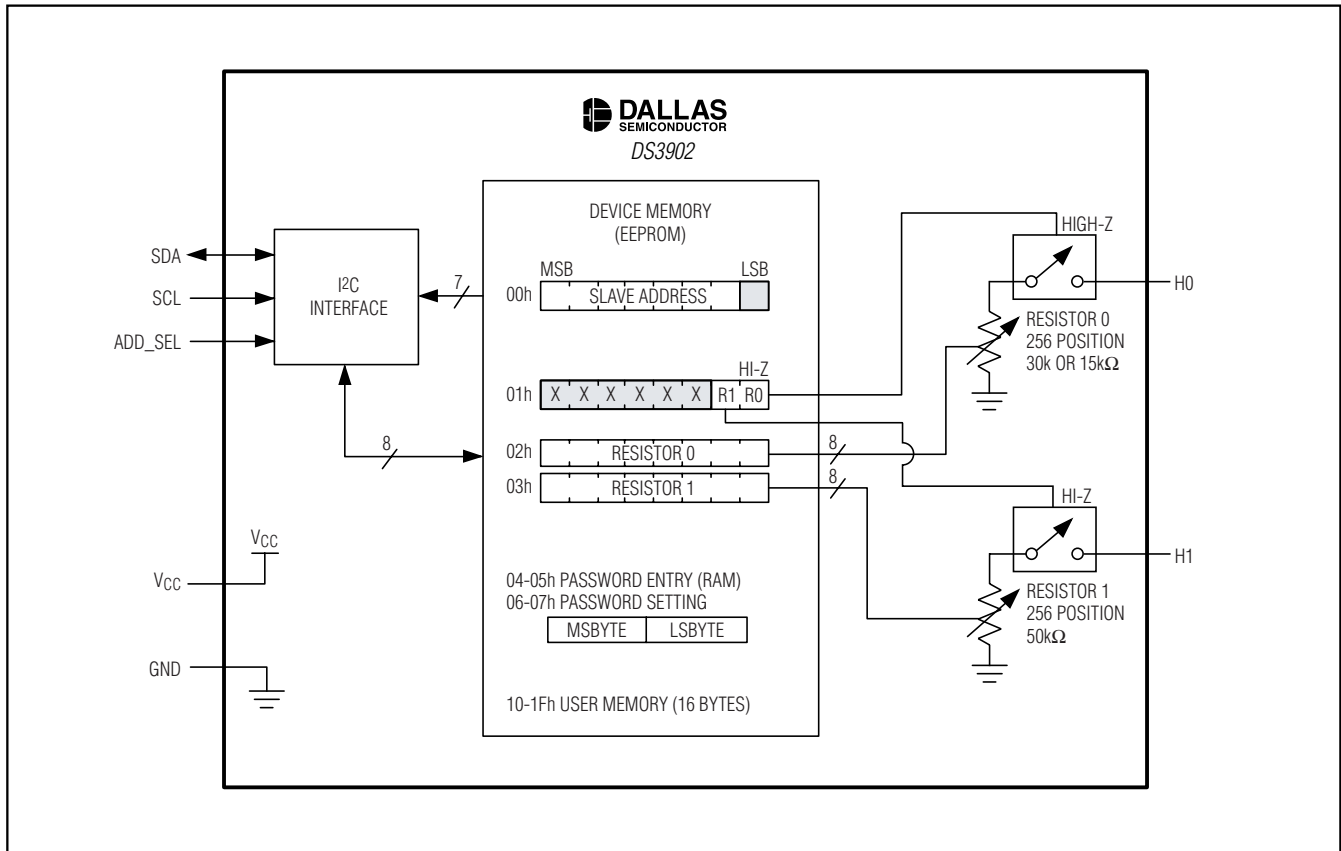 DALLAS
SEMICONDUCTOR
DS3902
DEVICE MEMORY
(EEPROM)
MSB LSB
00h SLAVE ADDRESS
HI-Z
01h X X X X X X R1 R0
02h RESISTOR 0
03h RESISTOR 1
04-05h PASSWORD ENTRY (RAM)
06-07h PASSWORD SETTING
MSBYTE LSBYTE
10-1Fh USER MEMORY (16 BYTES)
SDA
SCL
ADD_SEL
I2C
INTERFACE
7
8
VCC
VCC
GND
8
8
HIGH-Z
H0
RESISTOR 0
256 POSITION
30k OR 15kΩ
HI-Z
H1
RESISTOR 1
256 POSITION
50kΩ